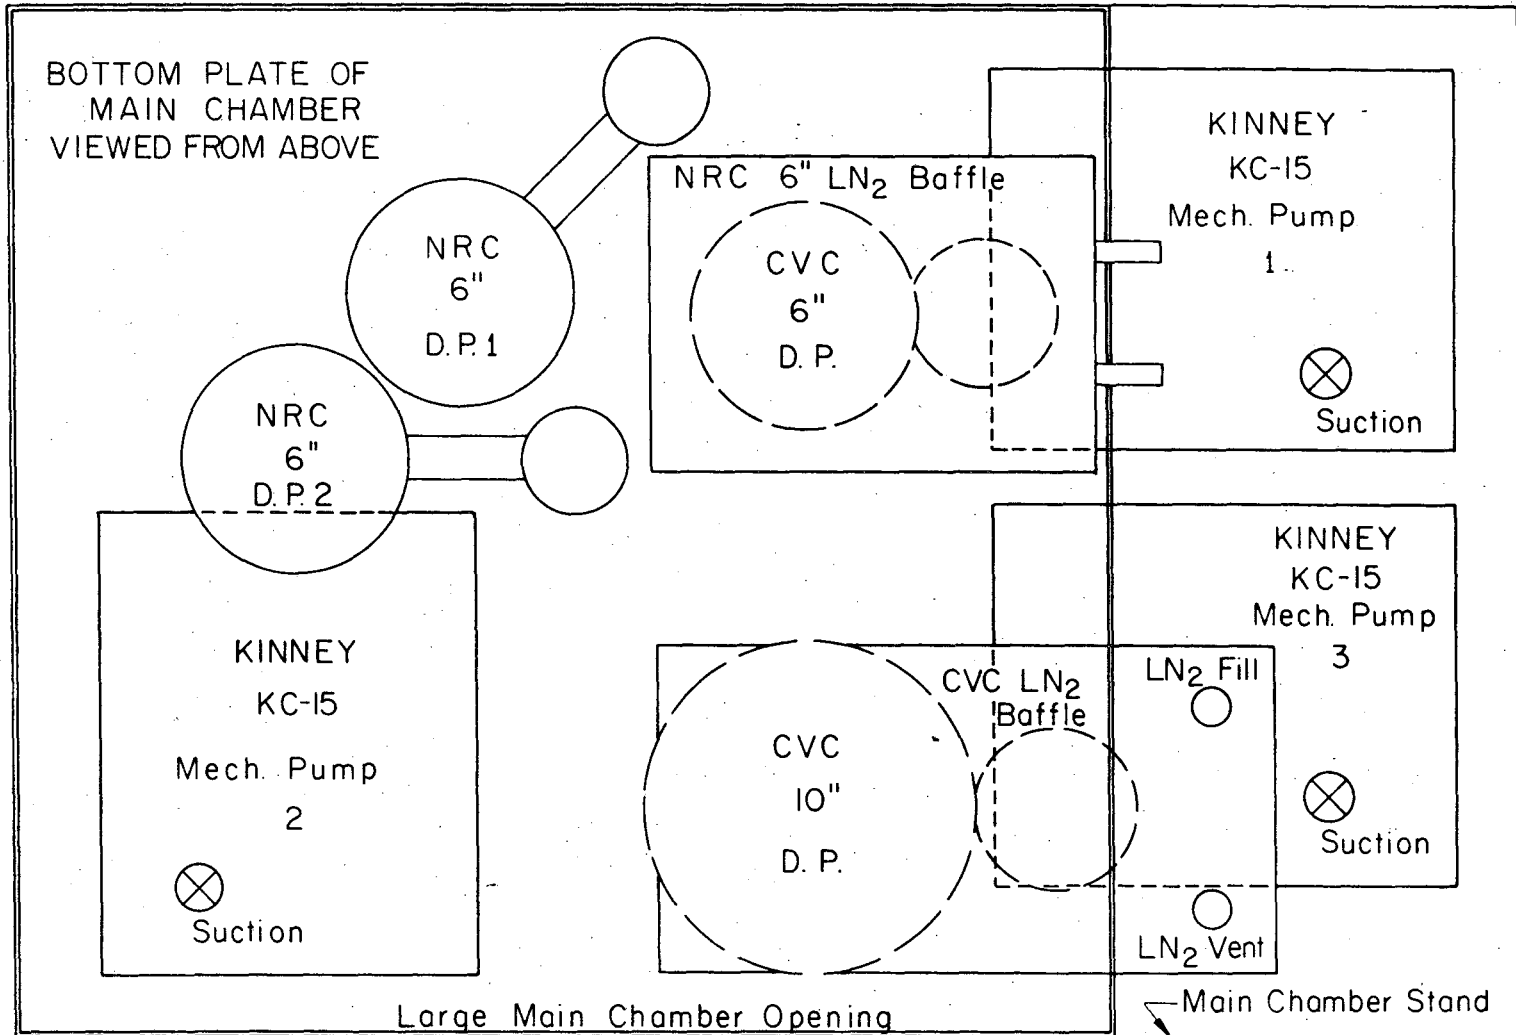 BOTTOM PLATE OF
MAIN CHAMBER
VIEWED FROM ABOVE
NRC
6"
D.P.1
NRC
6"
D.P.2
NRC 6" LN2 Baffle
CVC
6"
D.P.
KINNEY
KC-15
Mech. Pump
1
Suction
KINNEY
KC-15
Mech. Pump
2
Suction
KINNEY
KC-15
Mech. Pump
3
Suction
CVC LN2
Baffle
LN2 Fill
CVC
10"
D.P.
LN2 Vent
Large Main Chamber Opening
Main Chamber Stand